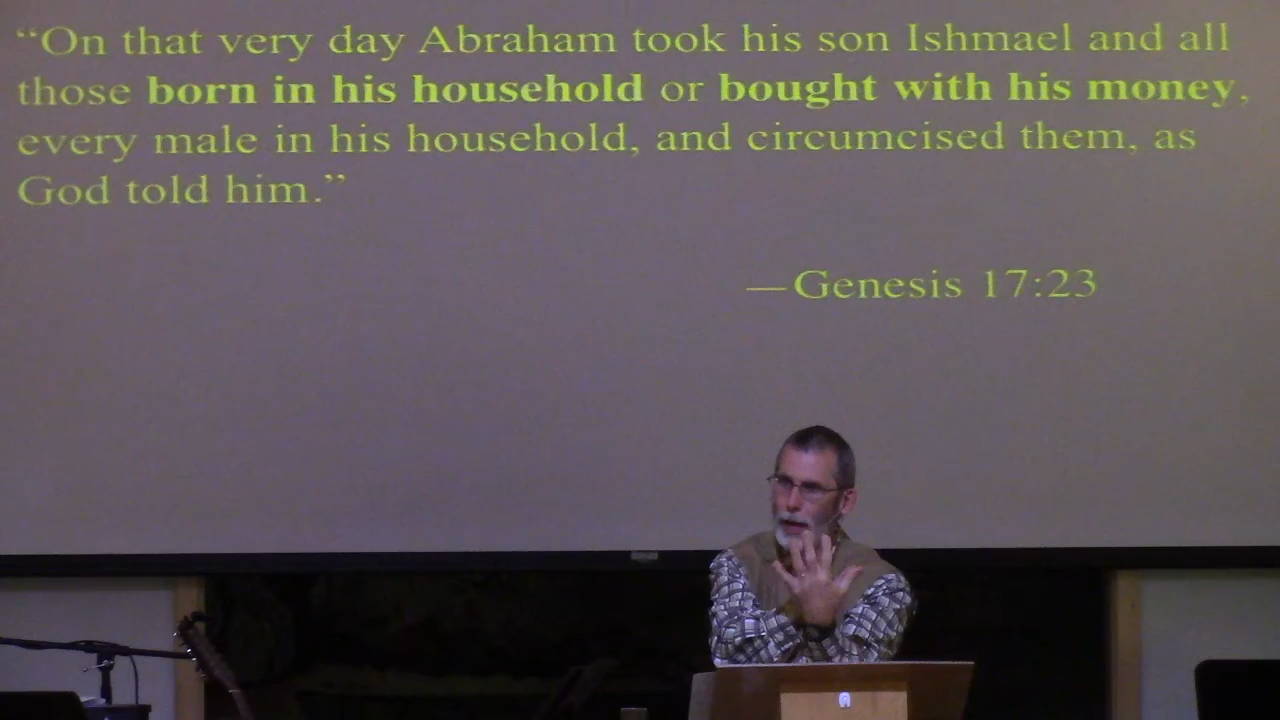 “On that very day Abraham took his son Ishmael and all
those born in his household or bought with his money,
every male in his household, and circumcised them, as
God told him.”
—Genesis 17:23